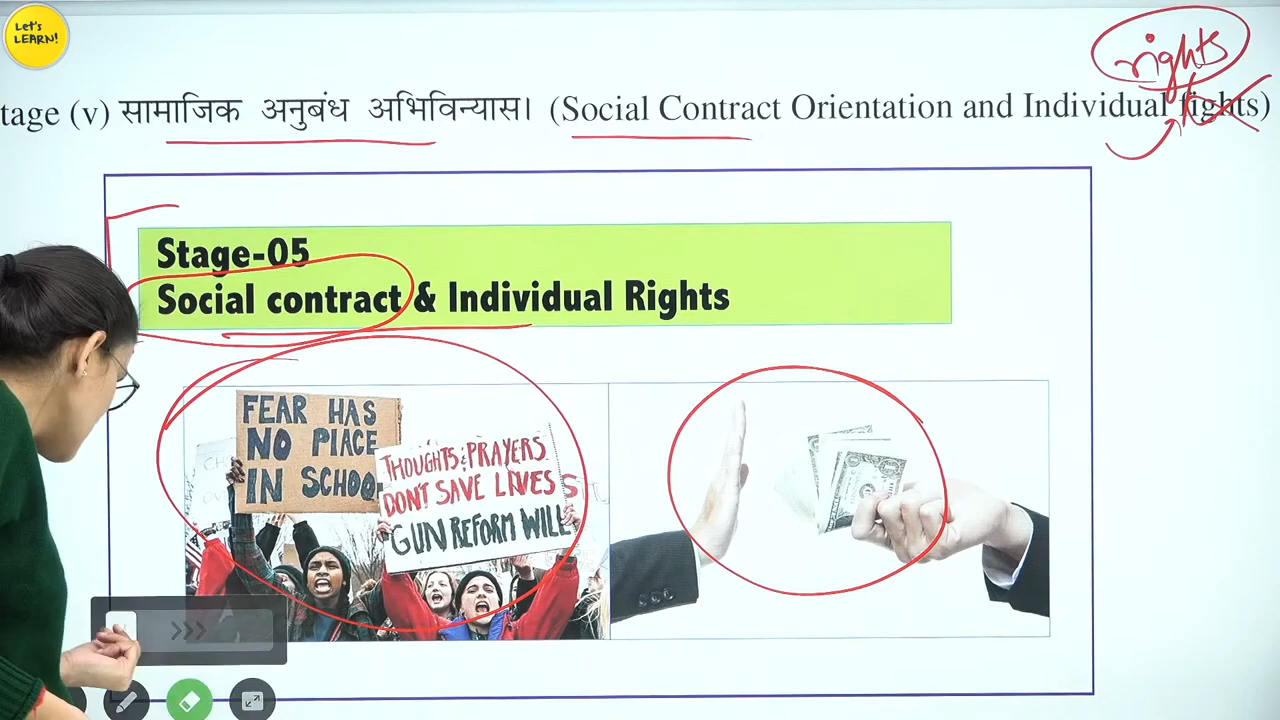 Let's
LEARN!
rights
tage (v) सामाजिक अनुबंध अभिविन्यास। (Social Contract Orientation and Individual fights)
Stage-05
Social contract & Individual Rights
FEAR HAS
NO PLACE
IN SCHOO
THOUGHTS & PRAYERS
DON'T SAVE LIVES
GUN REFORM WILL
>>>